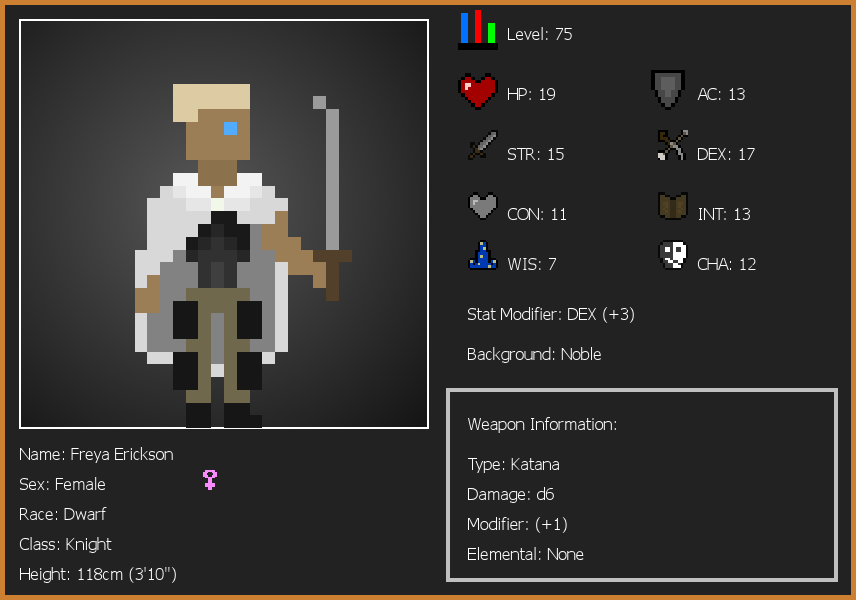 Level: 75
HP: 19
AC: 13
STR: 15
DEX: 17
CON: 11
INT: 13
WIS: 7
CHA: 12
Stat Modifier: DEX (+3)
Background: Noble
Weapon Information:
Type: Katana
Damage: d6
Modifier: (+1)
Elemental: None
Name: Freya Erickson
Sex: Female
Race: Dwarf
Class: Knight
Height: 118cm (3'10")